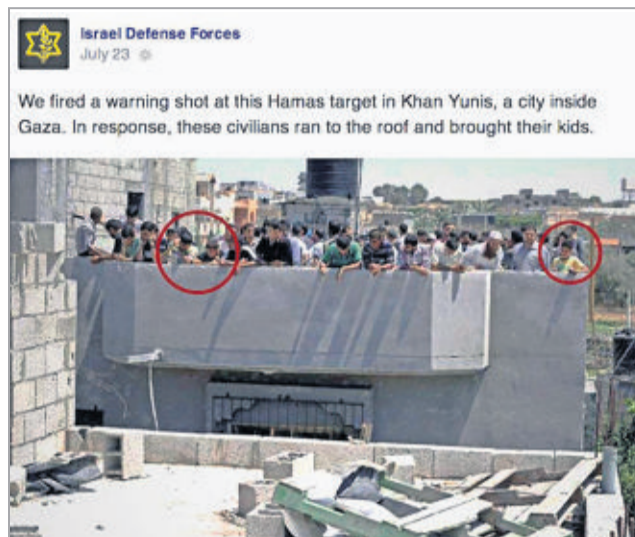 Israel Defense Forces
July 23
We fired a warning shot at this Hamas target in Khan Yunis, a city inside
Gaza. In response, these civilians ran to the roof and brought their kids.